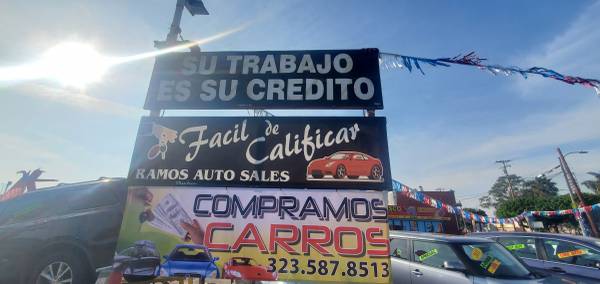 SU TRABAJO
ES SU CREDITO
Facil de
Calificar
RAMOS AUTO SALES
COMPRAMOS
CARROS
323.587.8513